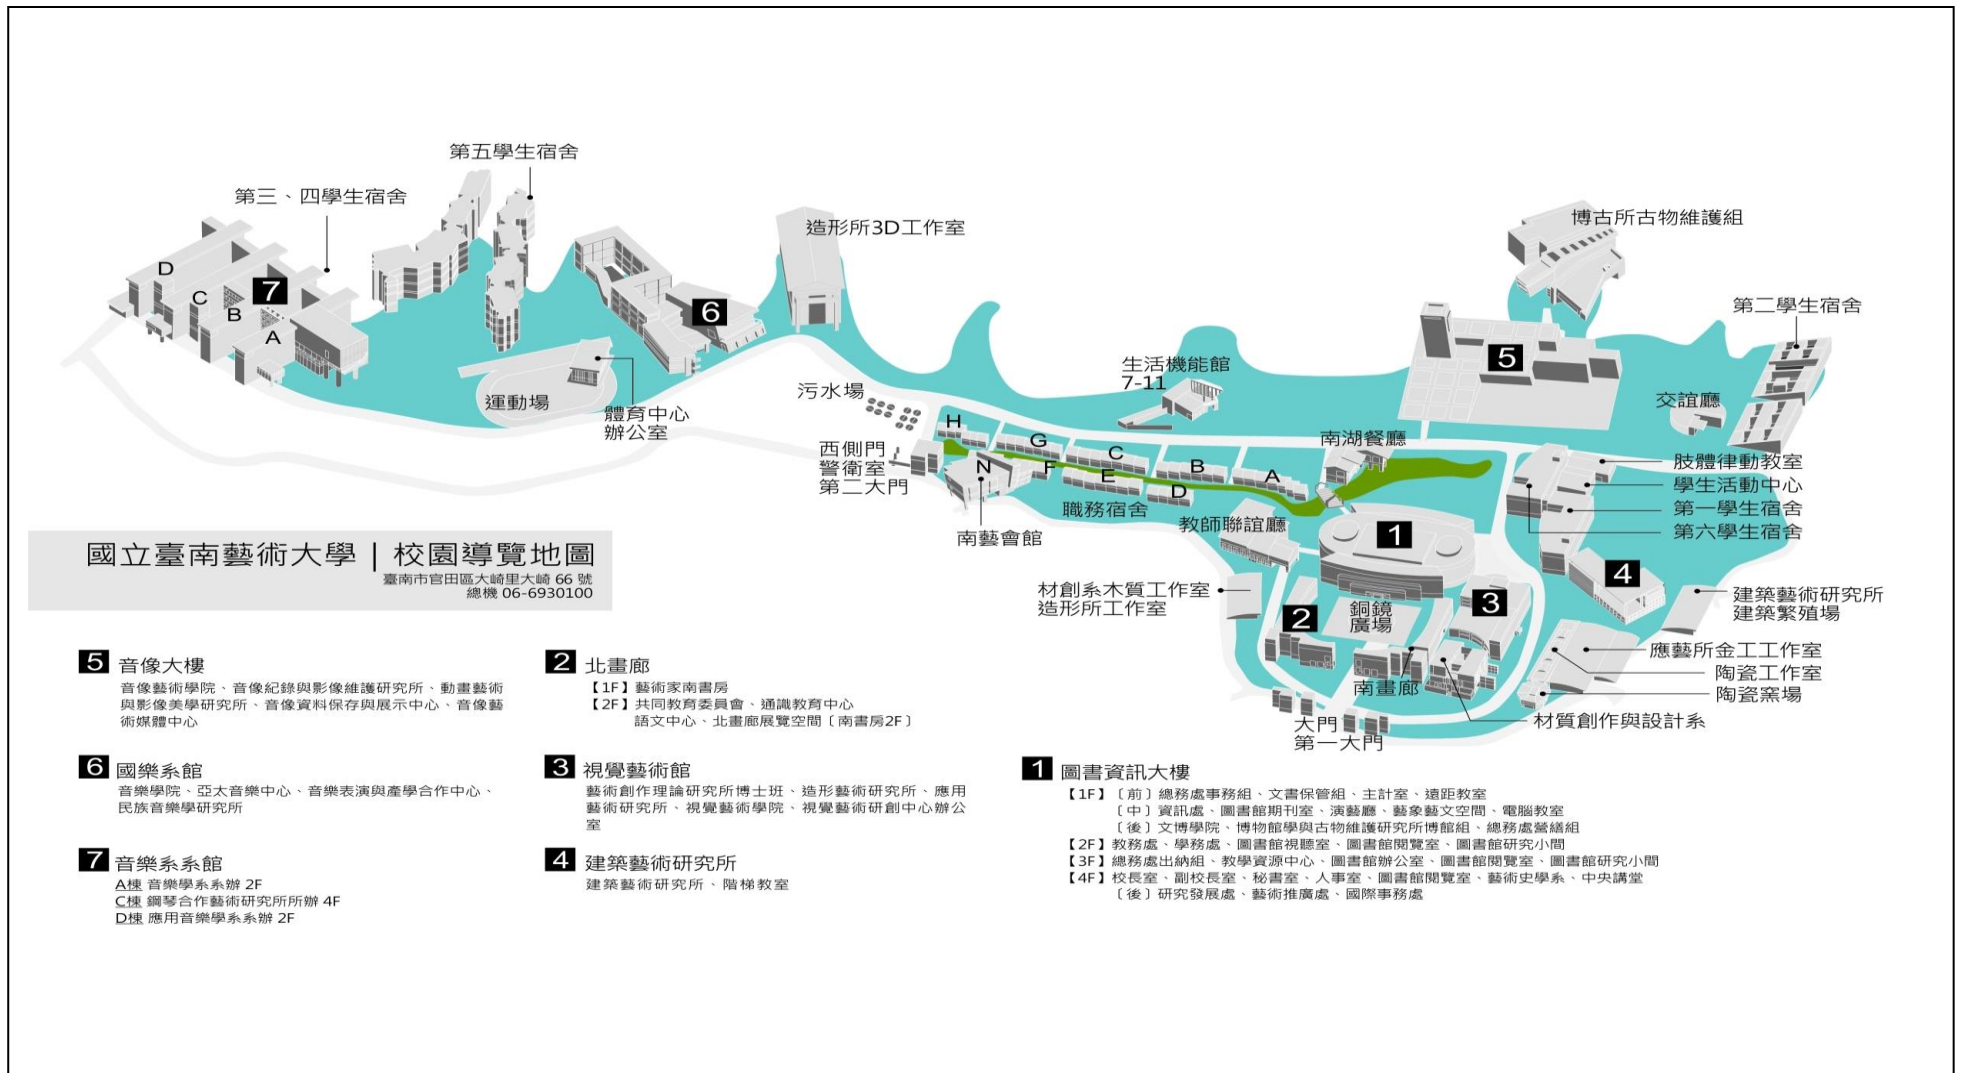 第五學生宿舍
第三、四學生宿舍
造形所3D工作室
博古所古物維護組
第二學生宿舍
D
C
B
A
7
6
5
生活機能館
7-11
污水場
交誼廳
運動場
體育中心
辦公室
H
G
C
B
A
N
F
E
D
南湖餐廳
西側門
警衛室
第二大門
肢體律動教室
學生活動中心
第一學生宿舍
第六學生宿舍
職務宿舍
南藝會館
教師聯誼廳
1
4
材創系木質工作室
造形所工作室
2
銅鏡
廣場
3
建築藝術研究所
建築繁殖場
應藝所金工工作室
陶瓷工作室
陶瓷窯場
南畫廊
材質創作與設計系
大門
第一大門
國立臺南藝術大學 | 校園導覽地圖
臺南市官田區大崎里大崎 66 號
總機 06-6930100
5 音像大樓
音像藝術學院、音像紀錄與影像維護研究所、動畫藝術
與影像美學研究所、音像資料保存與展示中心、音像藝
術媒體中心
6 國樂系館
音樂學院、亞太音樂中心、音樂表演與產學合作中心、
民族音樂學研究所
7 音樂系系館
A棟 音樂學系系辦 2F
C棟 鋼琴合作藝術研究所所辦 4F
D棟 應用音樂學系系辦 2F
2 北畫廊
【1F】藝術家南書房
【2F】共同教育委員會、通識教育中心
語文中心、北畫廊展覽空間〔南書房2F〕
3 視覺藝術館
藝術創作理論研究所博士班、造形藝術研究所、應用
藝術研究所、視覺藝術學院、視覺藝術研創中心辦公
室
4 建築藝術研究所
建築藝術研究所、階梯教室
1 圖書資訊大樓
【1F】〔前〕總務處事務組、文書保管組、主計室、遠距教室
〔中〕資訊處、圖書館期刊室、演藝廳、藝象藝文空間、電腦教室
〔後〕文博學院、博物館學與古物維護研究所博館組、總務處營繕組
【2F】教務處、學務處、圖書館視聽室、圖書館閱覽室、圖書館研究小間
【3F】總務處出納組、教學資源中心、圖書館辦公室、圖書館閱覽室、圖書館研究小間
【4F】校長室、副校長室、秘書室、人事室、圖書館閱覽室、藝術史學系、中央講堂
〔後〕研究發展處、藝術推廣處、國際事務處